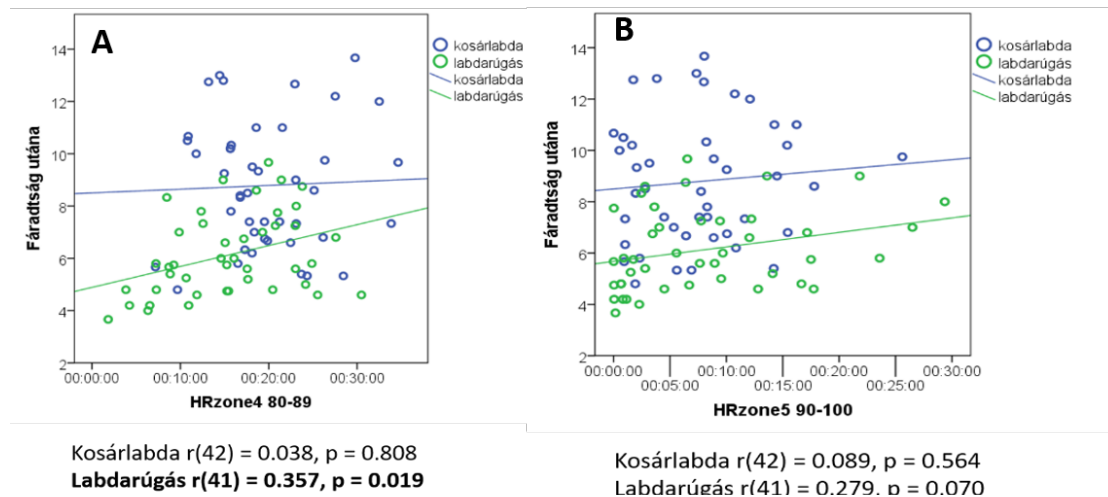 A
kosárlabda
labdarúgás
kosárlabda
labdarúgás
Fáradtság utána
14
12
10
8
6
4
2
00:00:00 00:10:00 00:20:00 00:30:00
HRzone4 80-89
Kosárlabda r(42) = 0.038, p = 0.808
Labdarúgás r(41) = 0.357, p = 0.019
B
kosárlabda
labdarúgás
kosárlabda
labdarúgás
Fáradtság utána
14
12
10
8
6
4
2
00:00:00 00:10:00 00:20:00 00:30:00
00:05:00 00:15:00 00:25:00
HRzone5 90-100
Kosárlabda r(42) = 0.089, p = 0.564
Labdarúgás r(41) = 0.279, p = 0.070